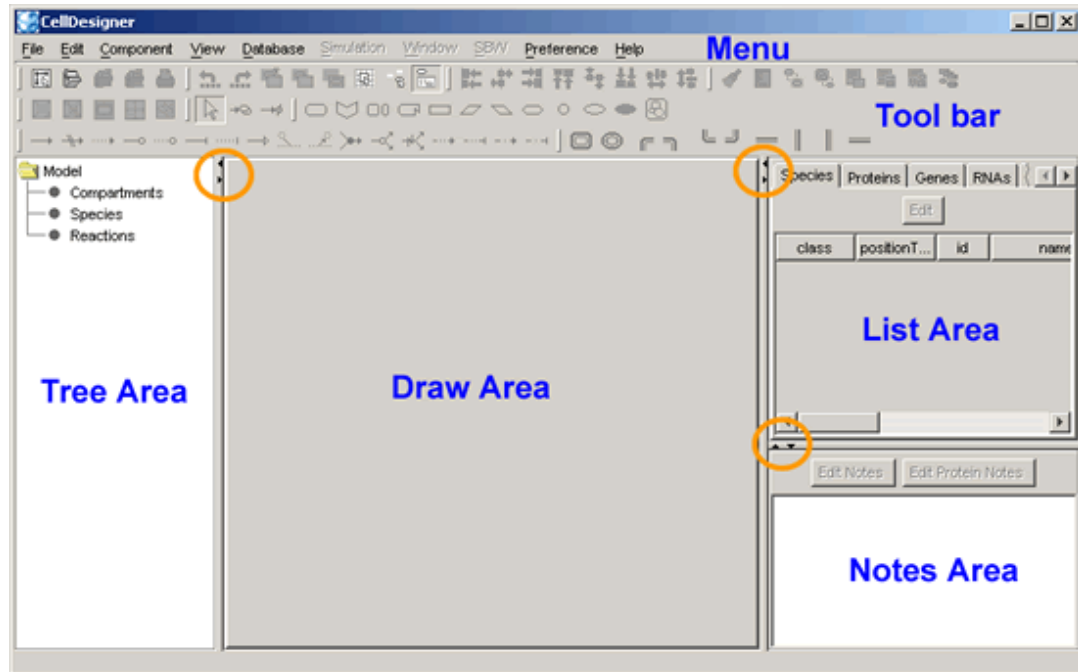 CellDesigner
File Edit Component View Database Simulation Window SBW Preference Help
Menu
Tool bar
Model
Compartments
Species
Reactions
Tree Area
Draw Area
Species Proteins Genes RNAs
Edit
class positionT... id name
List Area
Edit Notes Edit Protein Notes
Notes Area